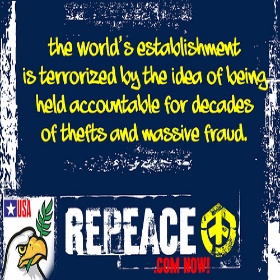 the world's establishment
is terrorized by the idea of being
held accountable for decades
of thefts and massive fraud.
USA
REPEACE
.COM NOW!